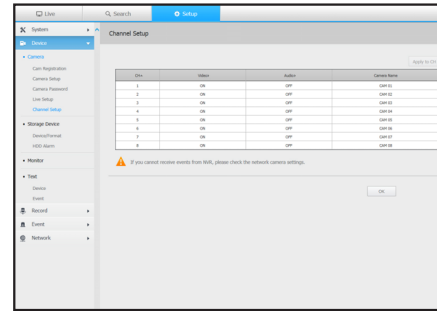 Live
Search
Setup
System
Device
Camera
Cam Registration
Camera Setup
Camera Password
Live Setup
Channel Setup
Storage Device
Device/Format
HDD Alarm
Monitor
Text
Device
Event
Record
Event
Network
Channel Setup
Apply to CH
CH Video Audio Camera Name
1 ON OFF CAM 01
2 ON OFF CAM 02
3 ON OFF CAM 03
4 ON OFF CAM 04
5 ON OFF CAM 05
6 ON OFF CAM 06
7 ON OFF CAM 07
8 ON OFF CAM 08
If you cannot receive events from NVR, please check the network camera settings.
OK